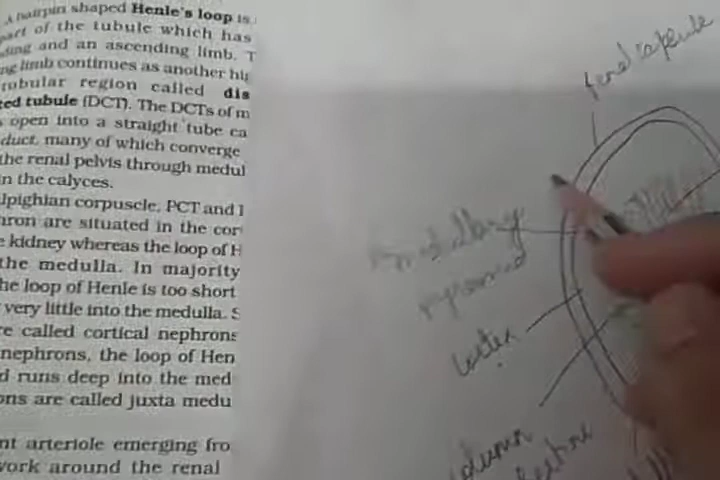 A hairpin shaped Henle's loop is
part of the tubule which has
ding and an ascending limb. T
ng limb continues as another hi
tubular region called dis
ed tubule (DCT). The DCTs of m
open into a straight tube ca
duct, many of which converge
the renal pelvis through medul
n the calyces.
lpighian corpuscle, PCT and
hron are situated in the cor
e kidney whereas the loop of H
the medulla. In majority
he loop of Henle is too short
very little into the medulla. S
re called cortical nephrons
nephrons, the loop of Hen
d runs deep into the med
ons are called juxta medu
nt arteriole emerging fro
work around the renal
renal capsule
medullary
pyramid
cortex
column